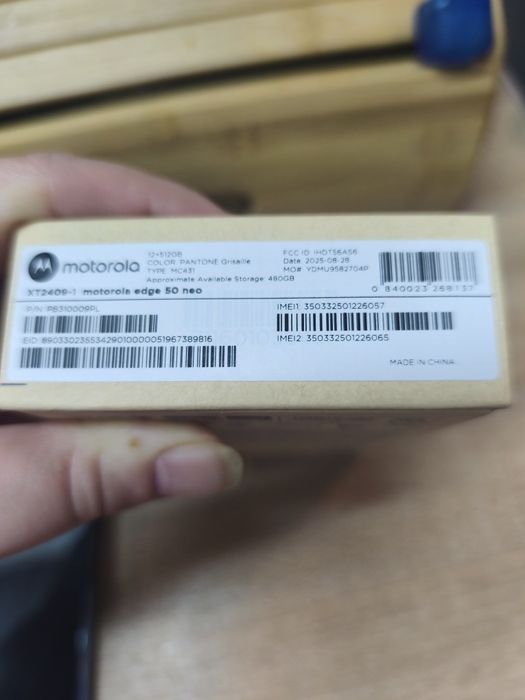 motorola
12+512GB
COLOR: PANTONE Grisaille
TYPE: MC431
Approximate Available Storage: 480GB
FCC ID: IHDT56AS6
Date: 2025-08-28
MO#: YDMU9582704P
0 840023 268137
XT2409-1 motorola edge 50 neo
P/N: PB310009PL
EID: 89033023553429010000051967389816
IMEI1: 350332501226057
IMEI2: 350332501226065
MADE IN CHINA